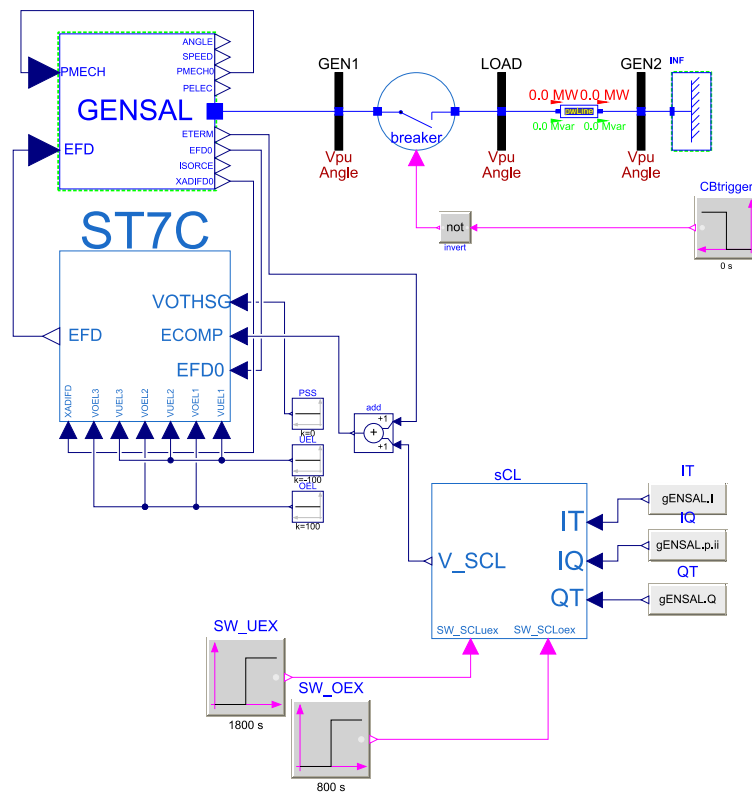 ANGLE
SPEED
PMECH
PMECH0
PELEC
GENSAL
ETERM
EFD
EFD0
ISORCE
XADIFD0
GEN1
LOAD
GEN2
INF
0.0 MW 0.0 MW
pwLine
0.0 Mvar 0.0 Mvar
breaker
Vpu
Angle
Vpu
Angle
Vpu
Angle
CBtrigger
not
invert
0 s
ST7C
VOTHSG
EFD
ECOMP
EFD0
XADIFD
VOEL3
VUEL3
VOEL2
VUEL2
VOEL1
VUEL1
PSS
k=0
UEL
k=-100
OEL
k=100
add
+1
+
+1
sCL
IT
IQ
QT
V_SCL
SW_SCLuex SW_SCLoex
IT
gENSAL.I
IQ
gENSAL.p.ii
QT
gENSAL.Q
SW_UEX
1800 s
SW_OEX
800 s